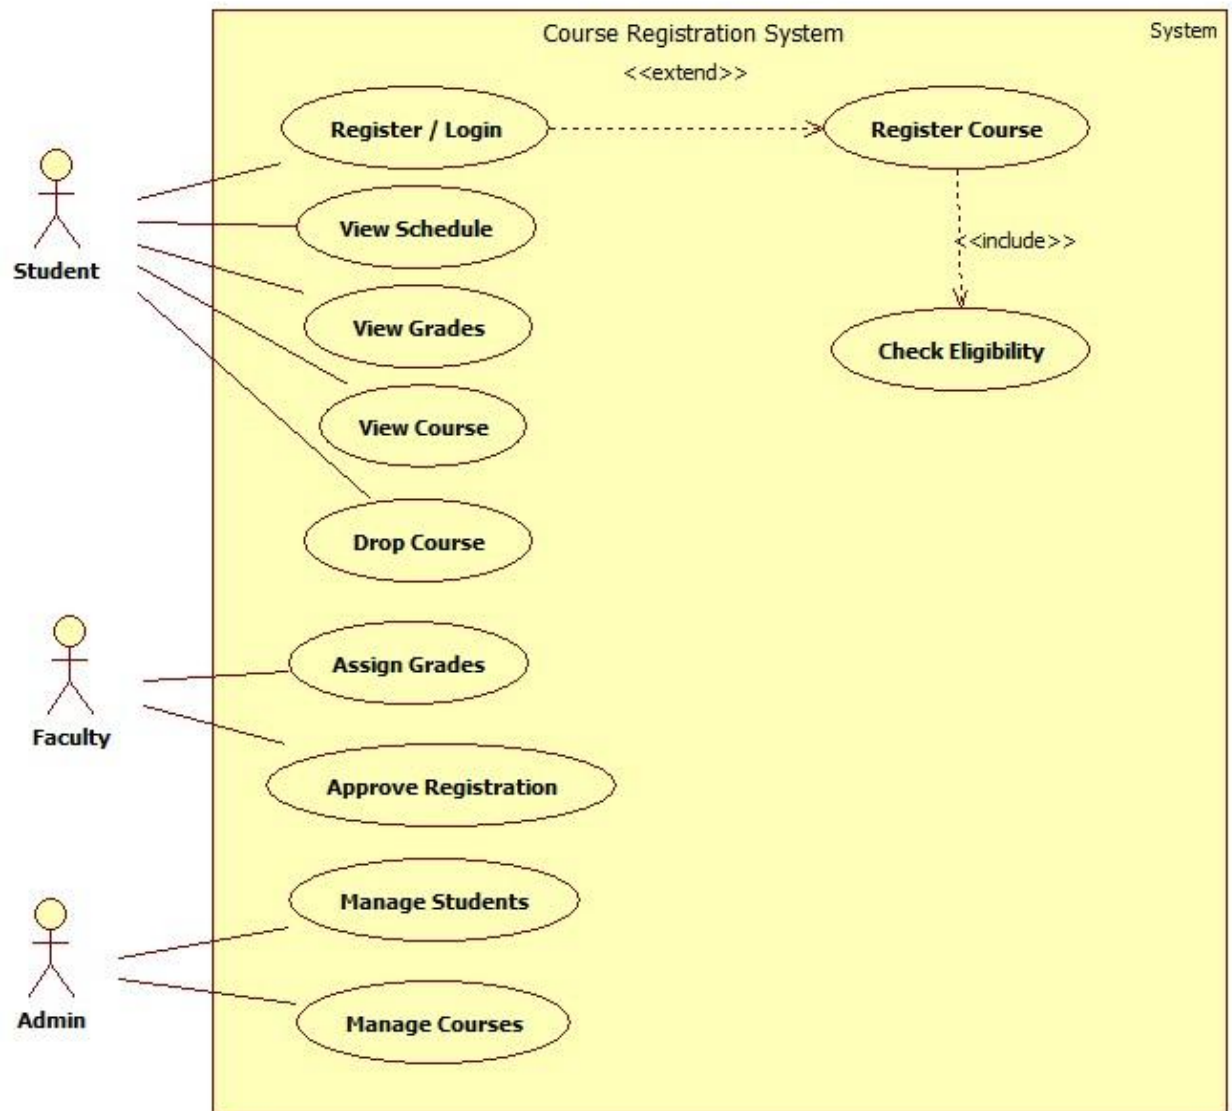 Course Registration System
System
<<extend>>
Register / Login
Register Course
View Schedule
<<include>>
Student
View Grades
Check Eligibility
View Course
Drop Course
Assign Grades
Faculty
Approve Registration
Manage Students
Admin
Manage Courses